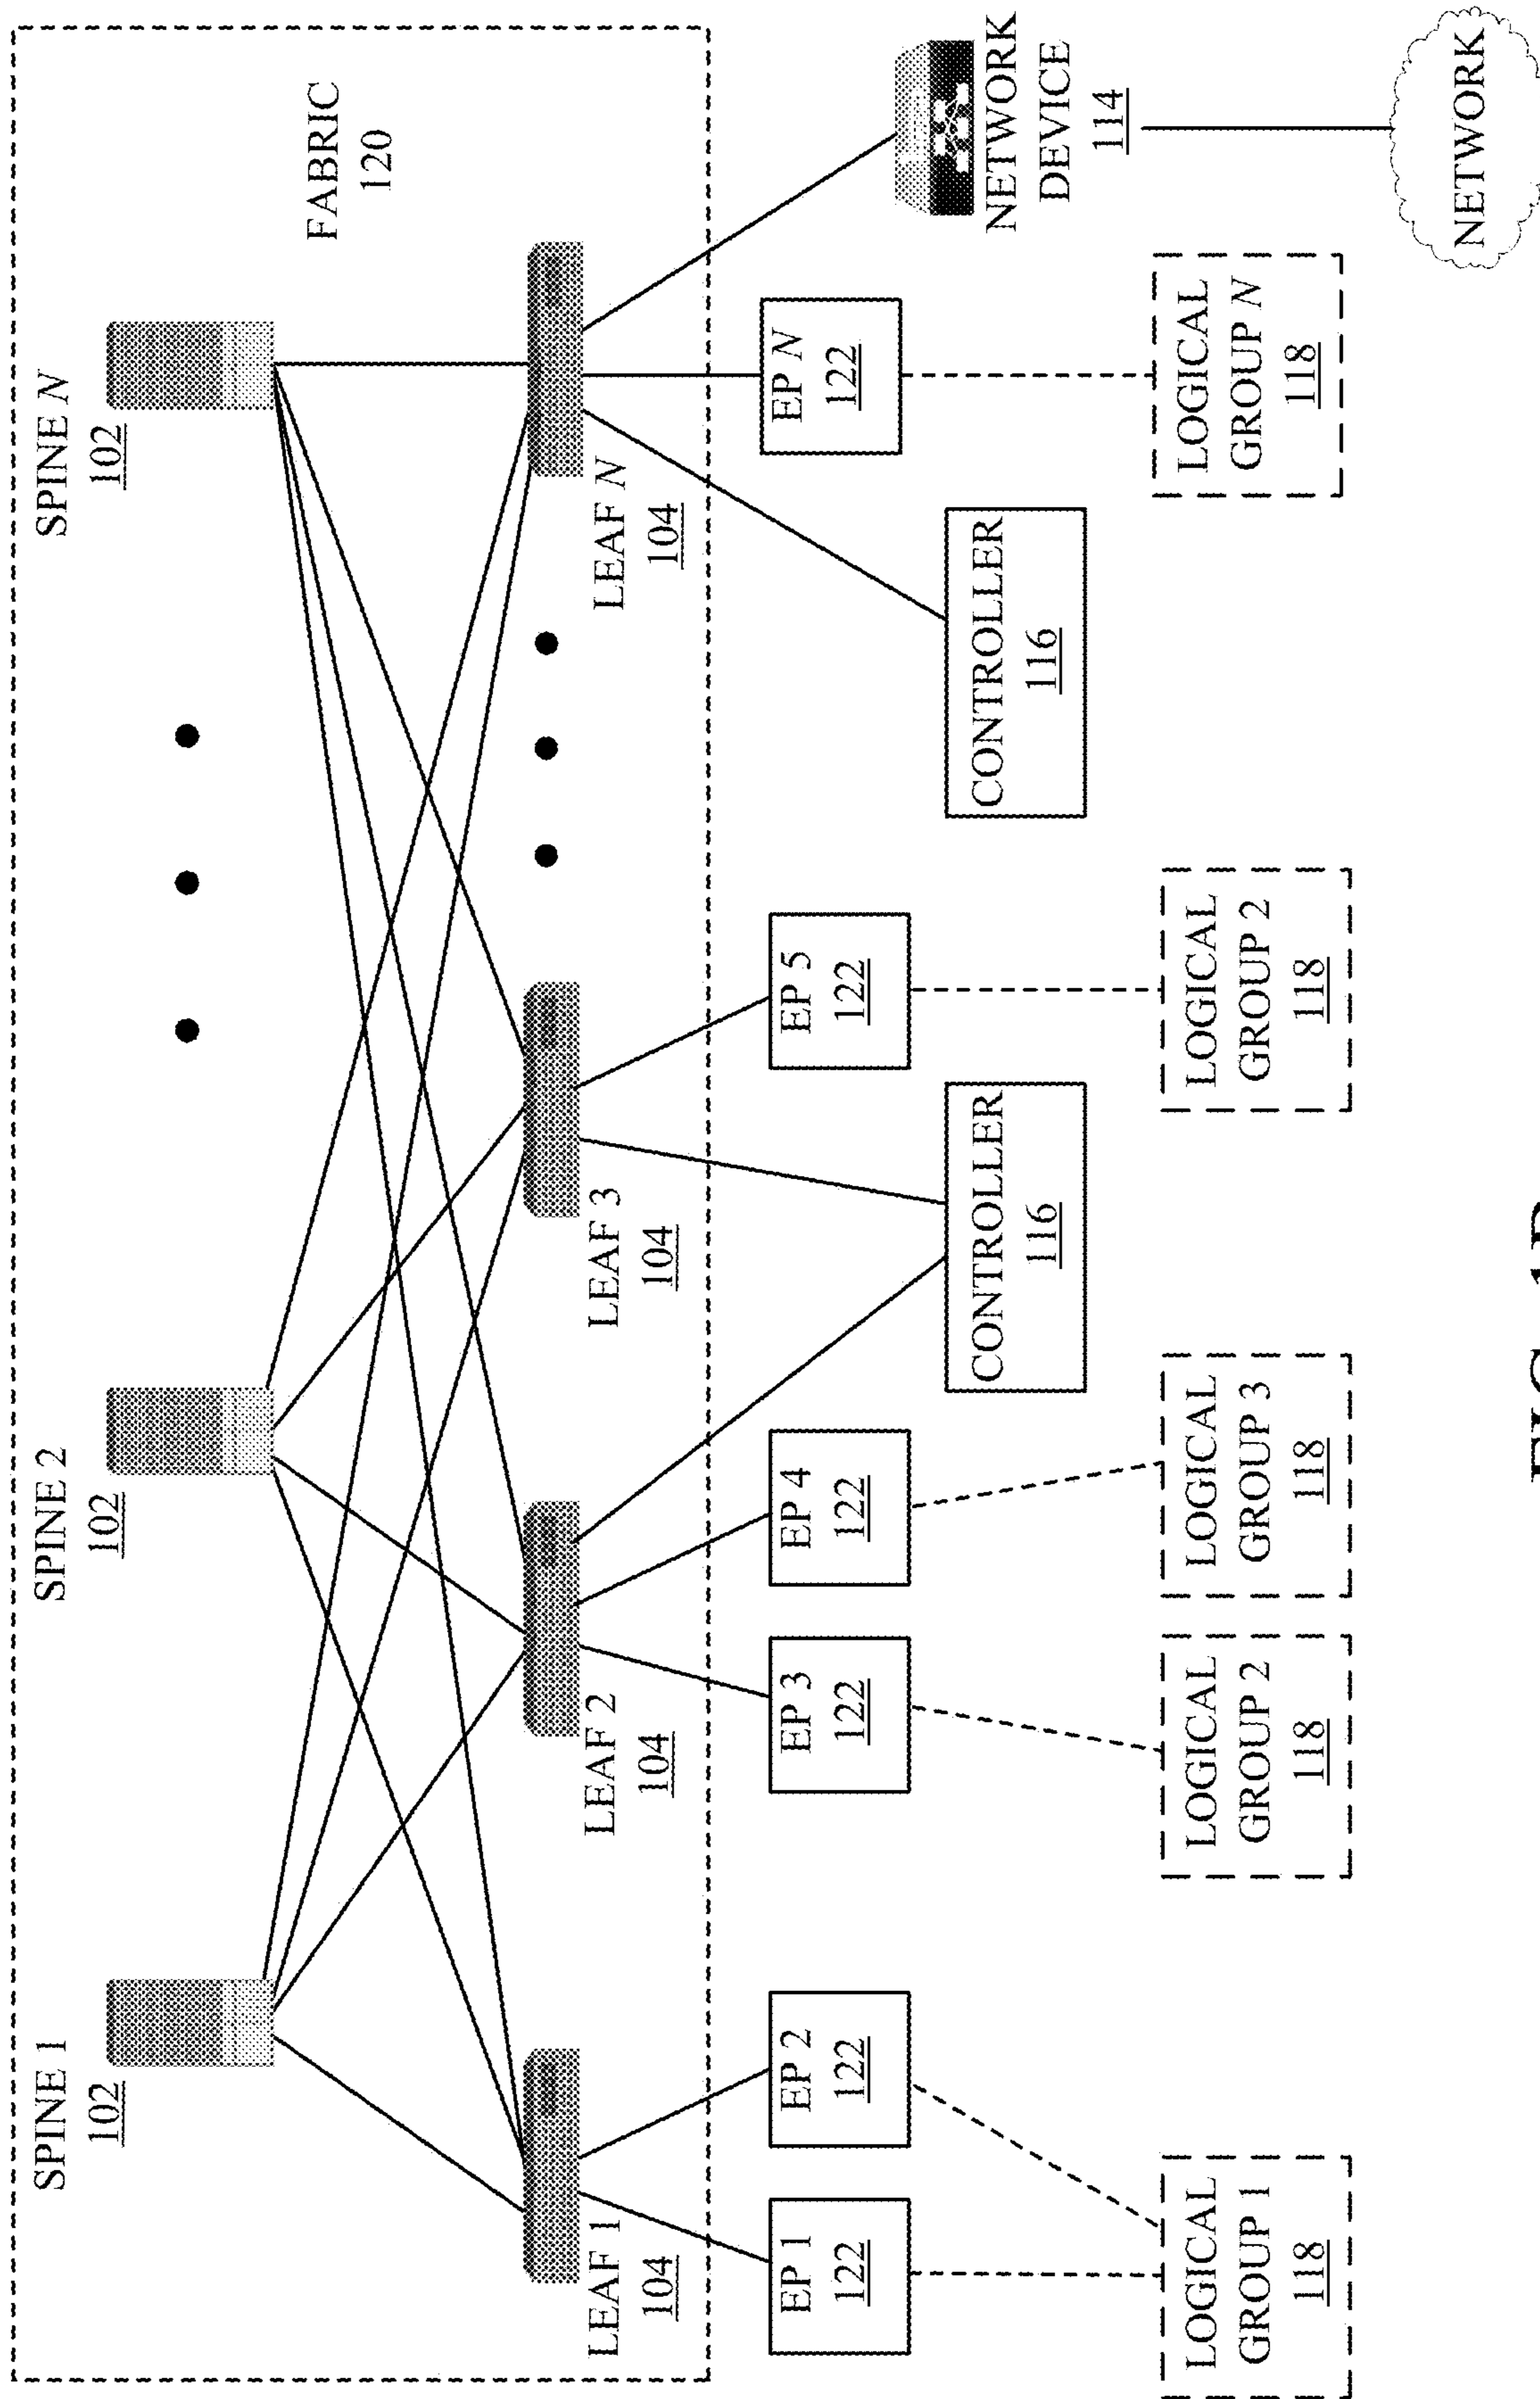 SPINE 1
102
SPINE 2
102
SPINE N
102
FABRIC
120
LEAF 1
104
LEAF 2
104
LEAF 3
104
LEAF N
104
EP 1
122
EP 2
122
EP 3
122
EP 4
122
EP 5
122
EP N
122
CONTROLLER
116
CONTROLLER
116
NETWORK
DEVICE
114
LOGICAL
GROUP 1
118
LOGICAL
GROUP 2
118
LOGICAL
GROUP 3
118
LOGICAL
GROUP 2
118
LOGICAL
GROUP N
118
NETWORK